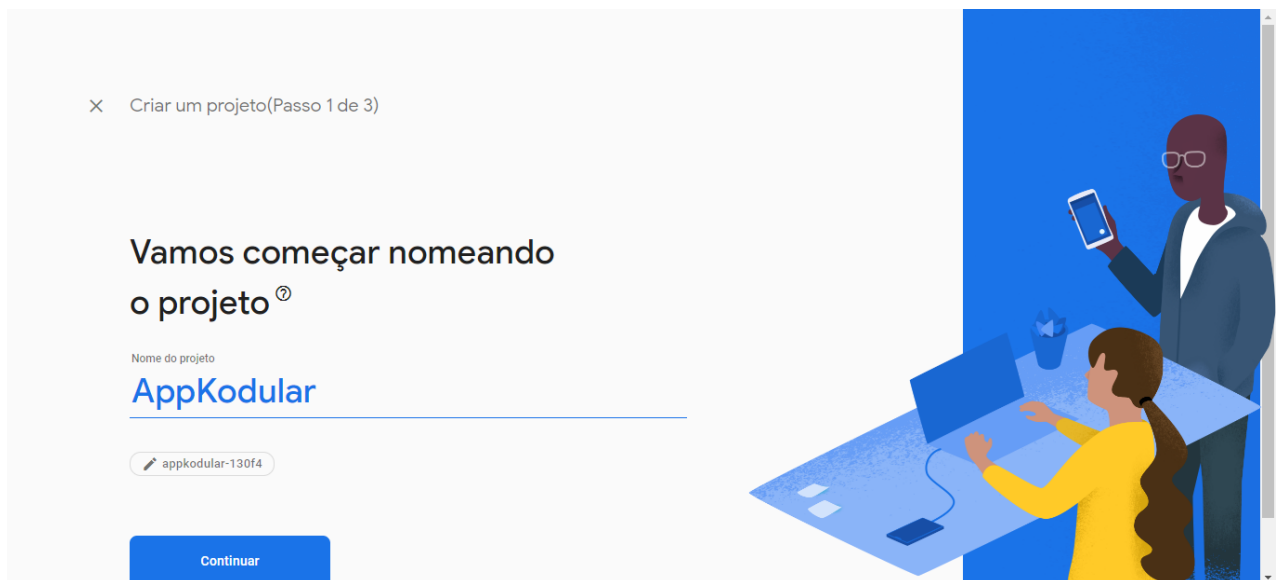 Criar um projeto(Passo 1 de 3)
Vamos começar nomeando
o projeto
Nome do projeto
AppKodular
appkodular-130f4
Continuar